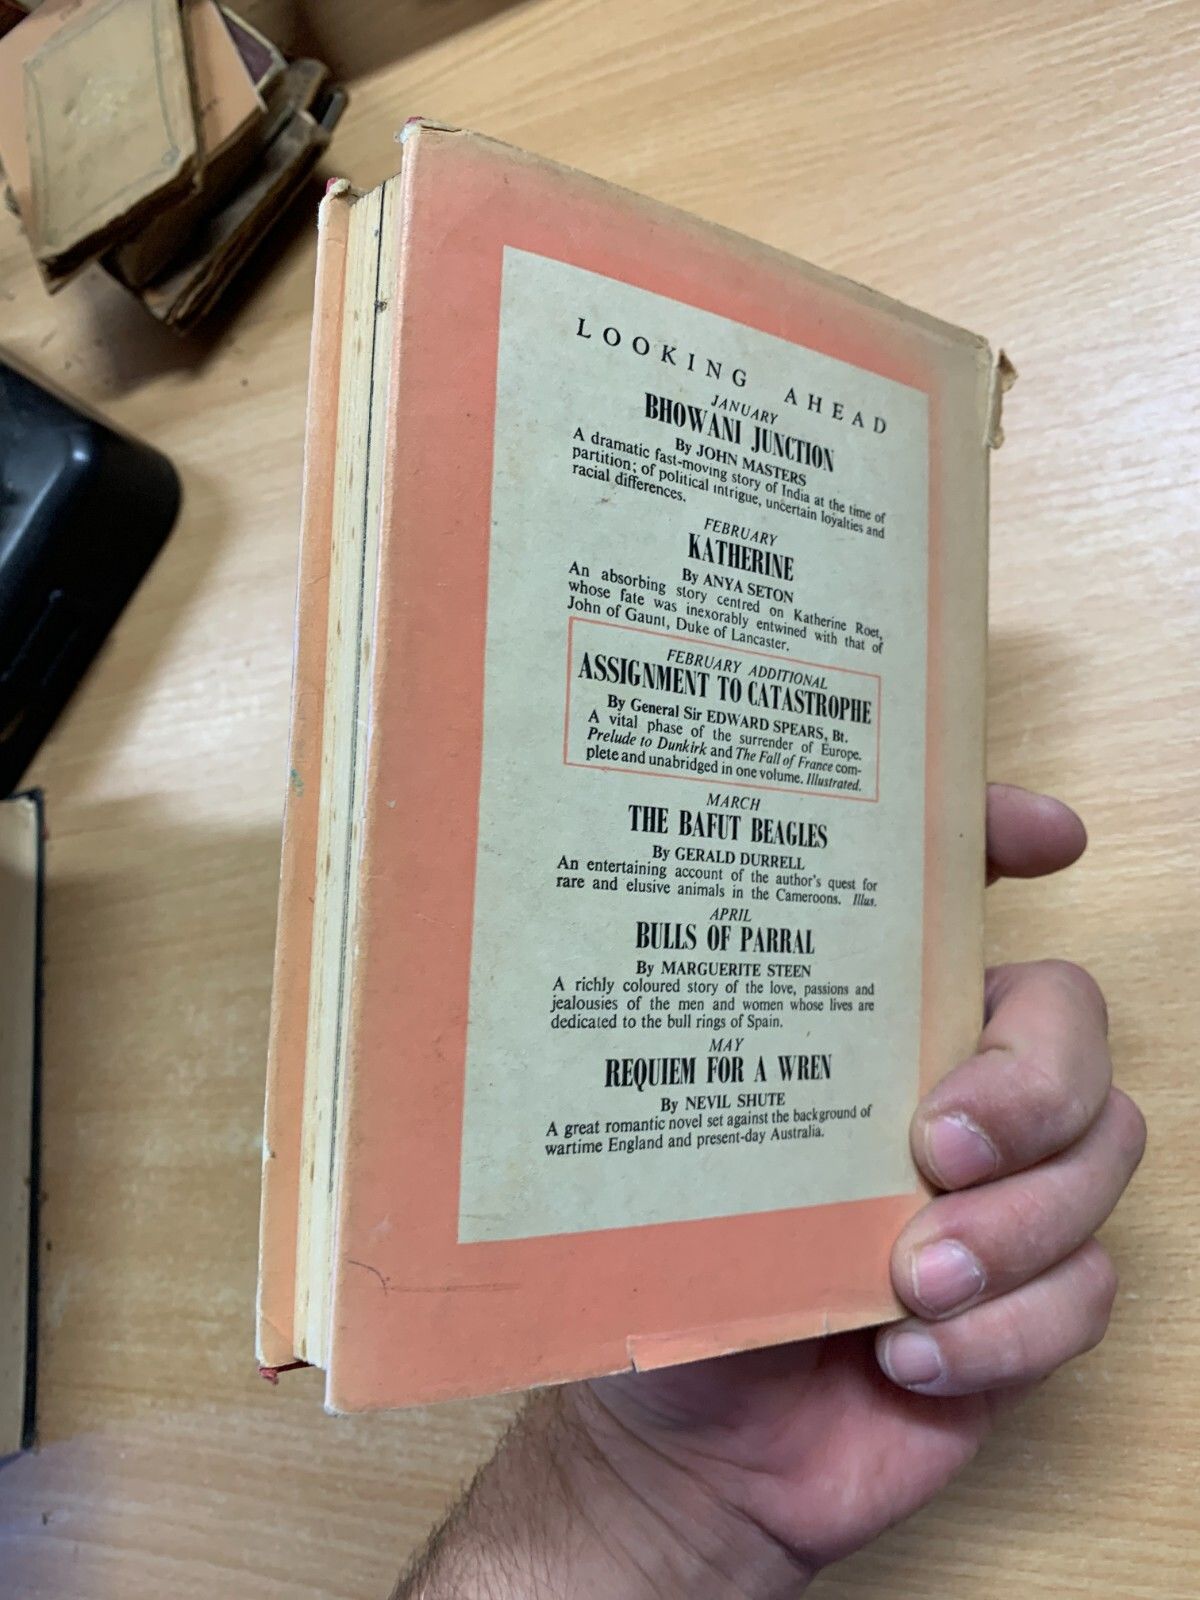 LOOKING AHEAD
JANUARY
BHOWANI JUNCTION
By JOHN MASTERS
A dramatic fast-moving story of India at the time of
partition; of political intrigue, uncertain loyalties and
racial differences.
FEBRUARY
KATHERINE
By ANYA SETON
An absorbing story centred on Katherine Roet,
whose fate was inexorably entwined with that of
John of Gaunt, Duke of Lancaster.
FEBRUARY ADDITIONAL
ASSIGNMENT TO CATASTROPHE
By General Sir EDWARD SPEARS, Bt.
A vital phase of the surrender of Europe.
Prelude to Dunkirk and The Fall of France com-
plete and unabridged in one volume. Illustrated.
MARCH
THE BAFUT BEAGLES
By GERALD DURRELL
An entertaining account of the author's quest for
rare and elusive animals in the Cameroons. Illus.
APRIL
BULLS OF PARRAL
By MARGUERITE STEEN
A richly coloured story of the love, passions and
jealousies of the men and women whose lives are
dedicated to the bull rings of Spain.
MAY
REQUIEM FOR A WREN
By NEVIL SHUTE
A great romantic novel set against the background of
wartime England and present-day Australia.